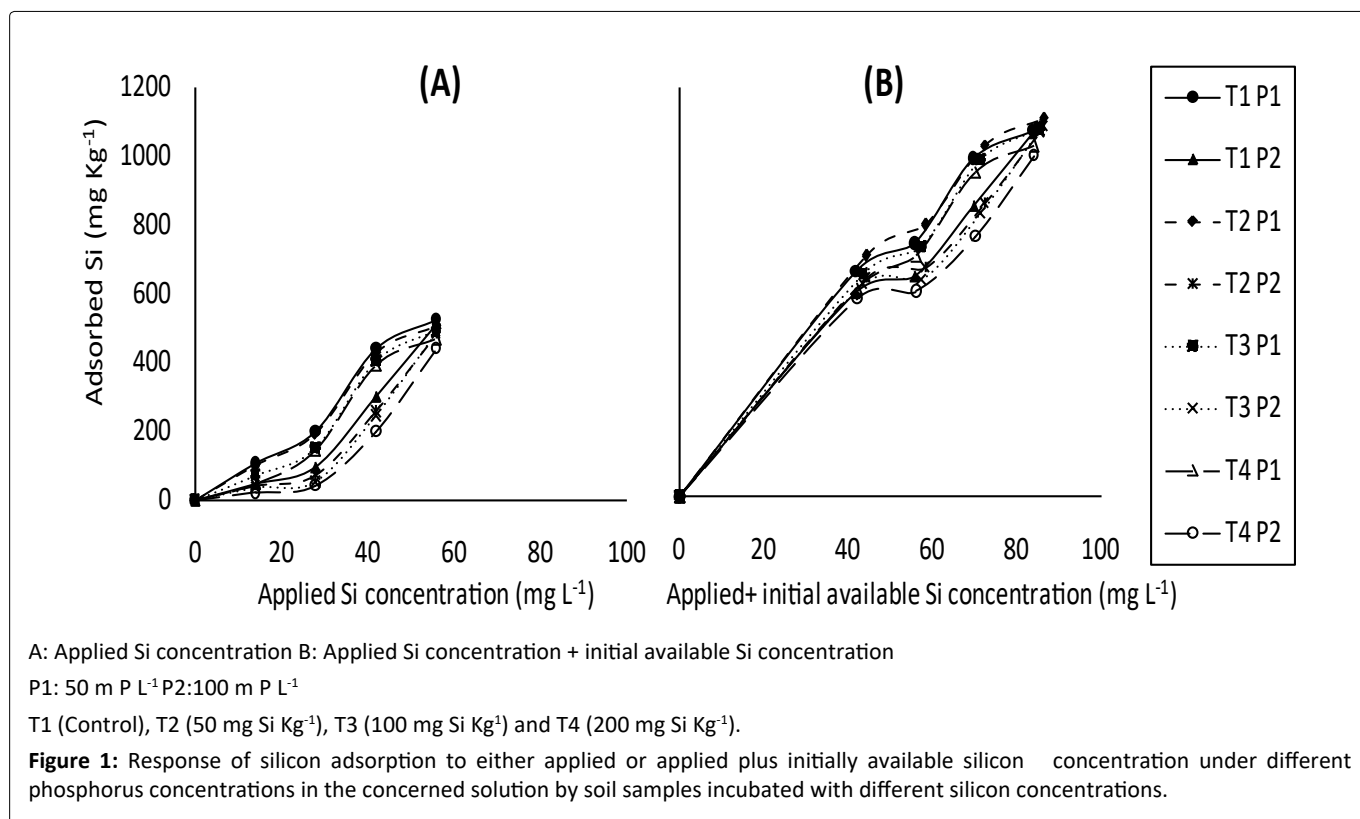 (A)
(B)
1200
1000
800
600
400
200
0
Adsorbed Si (mg Kg⁻¹)
0 20 40 60 80 100
0 20 40 60 80 100
Applied Si concentration (mg L⁻¹)
Applied+ initial available Si concentration (mg L⁻¹)
T1 P1
T1 P2
T2 P1
T2 P2
T3 P1
T3 P2
T4 P1
T4 P2
A: Applied Si concentration B: Applied Si concentration + initial available Si concentration
P1: 50 m P L⁻¹ P2:100 m P L⁻¹
T1 (Control), T2 (50 mg Si Kg⁻¹), T3 (100 mg Si Kg¹) and T4 (200 mg Si Kg⁻¹).
Figure 1: Response of silicon adsorption to either applied or applied plus initially available silicon concentration under different
phosphorus concentrations in the concerned solution by soil samples incubated with different silicon concentrations.